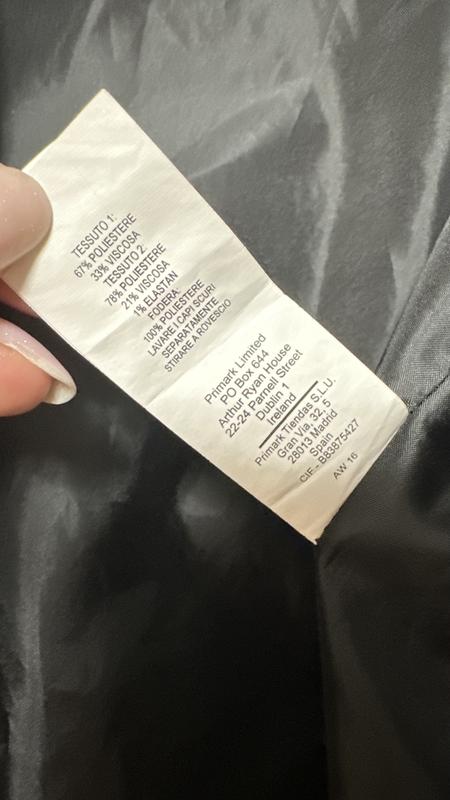 TESSUTO 1:
67% POLIESTERE
33% VISCOSA
TESSUTO 2:
78% POLIESTERE
21% VISCOSA
1% ELASTAN
FODERA:
100% POLIESTERE
LAVARE I CAPI SCURI
SEPARATAMENTE
STIRARE A ROVESCIO
Primark Limited
PO Box 644
Arthur Ryan House
22-24 Parnell Street
Dublin 1
Ireland
Primark Tiendas S.L.U.
Gran Via, 32, 5
28013 Madrid
Spain
CIF - B83875427
AW 16